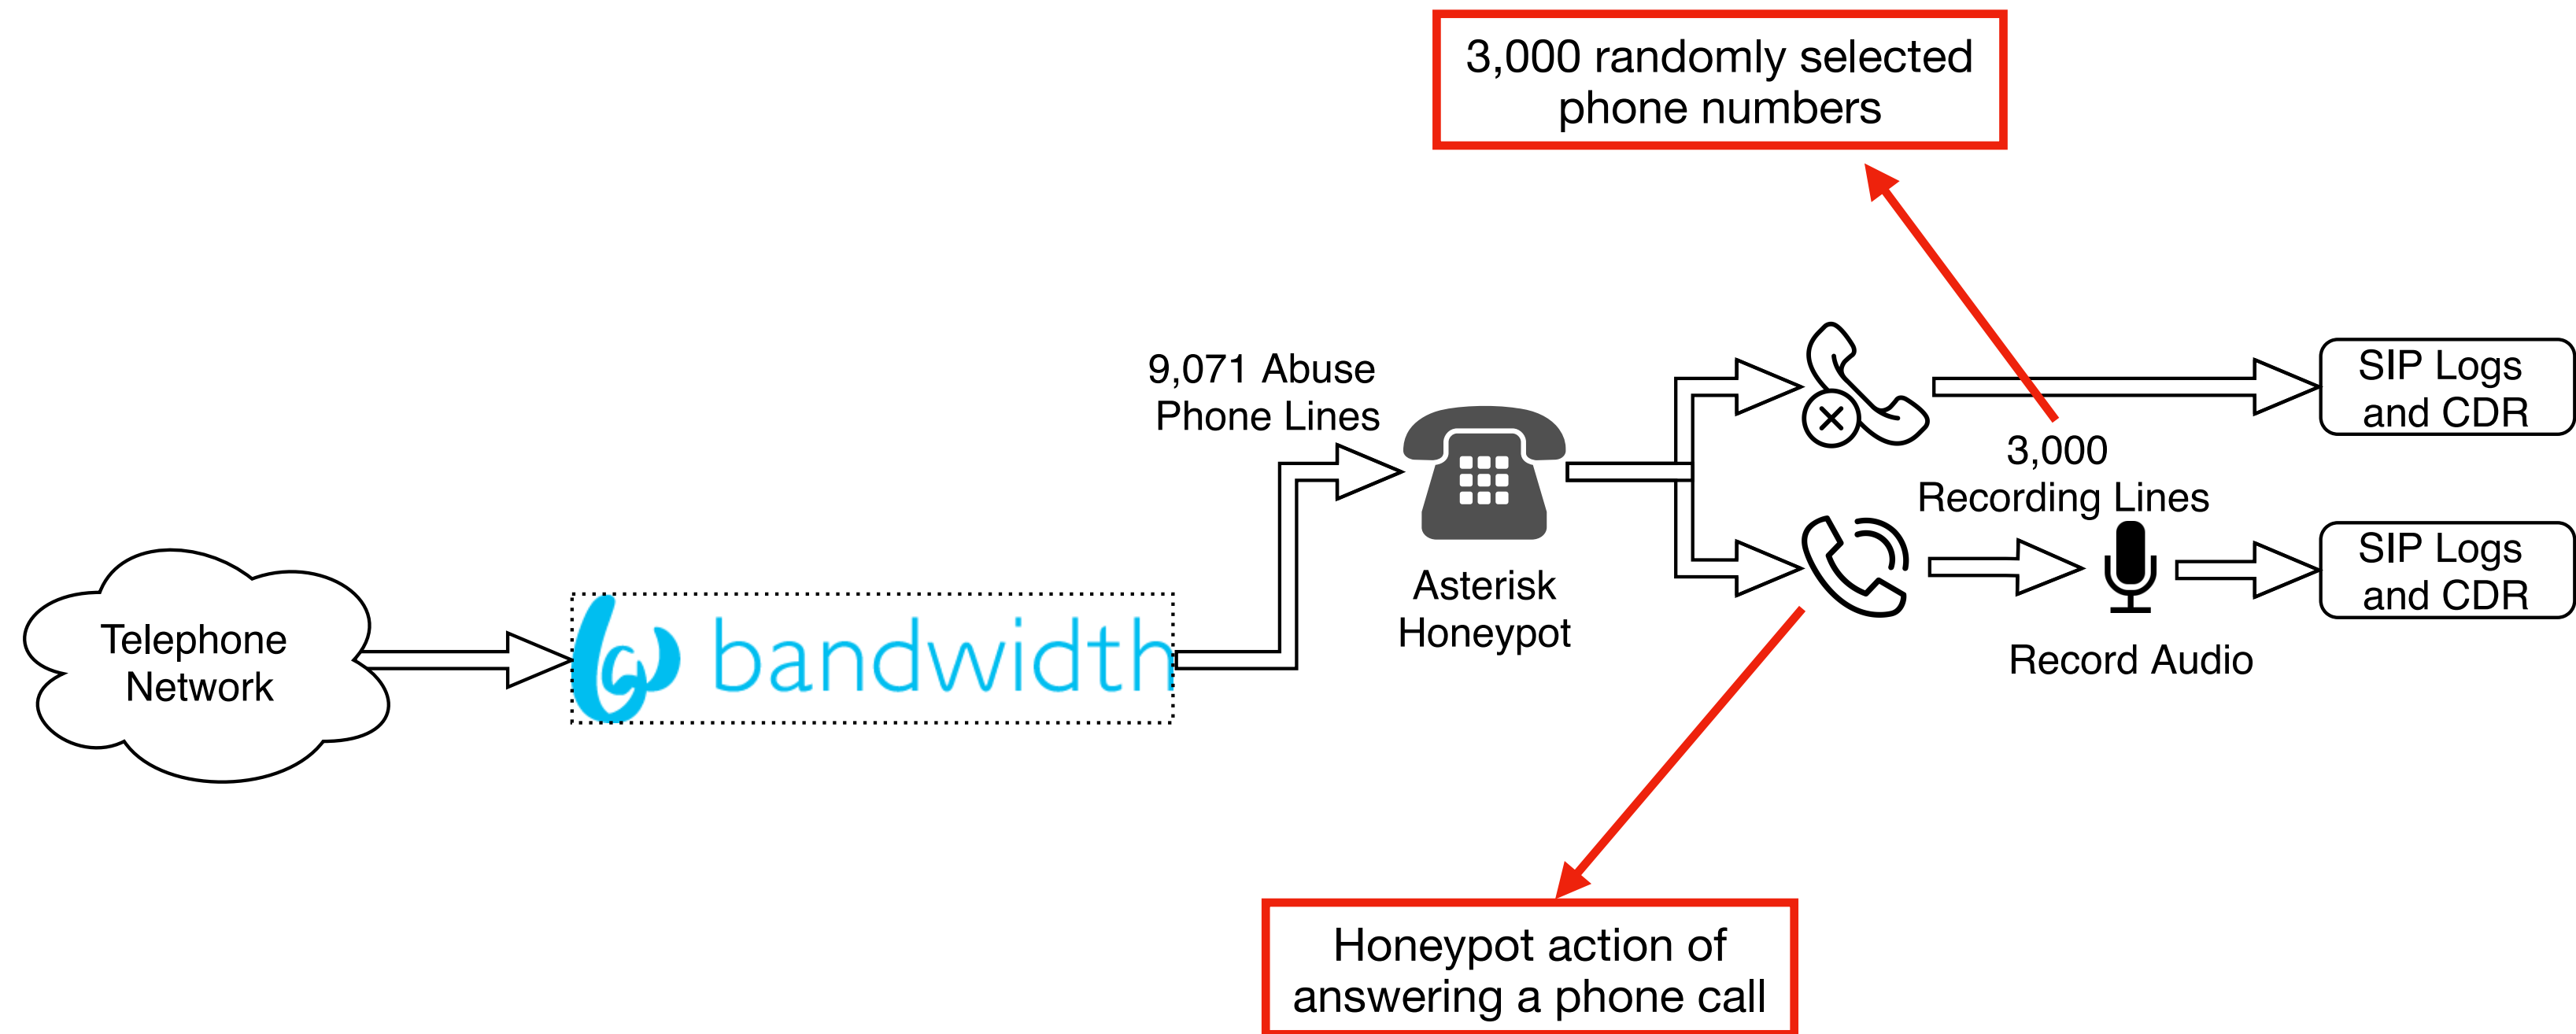 3,000 randomly selected
phone numbers
9,071 Abuse
Phone Lines
SIP Logs
and CDR
3,000
Recording Lines
SIP Logs
and CDR
Asterisk
Honeypot
Telephone
Network
bandwidth
Record Audio
Honeypot action of
answering a phone call